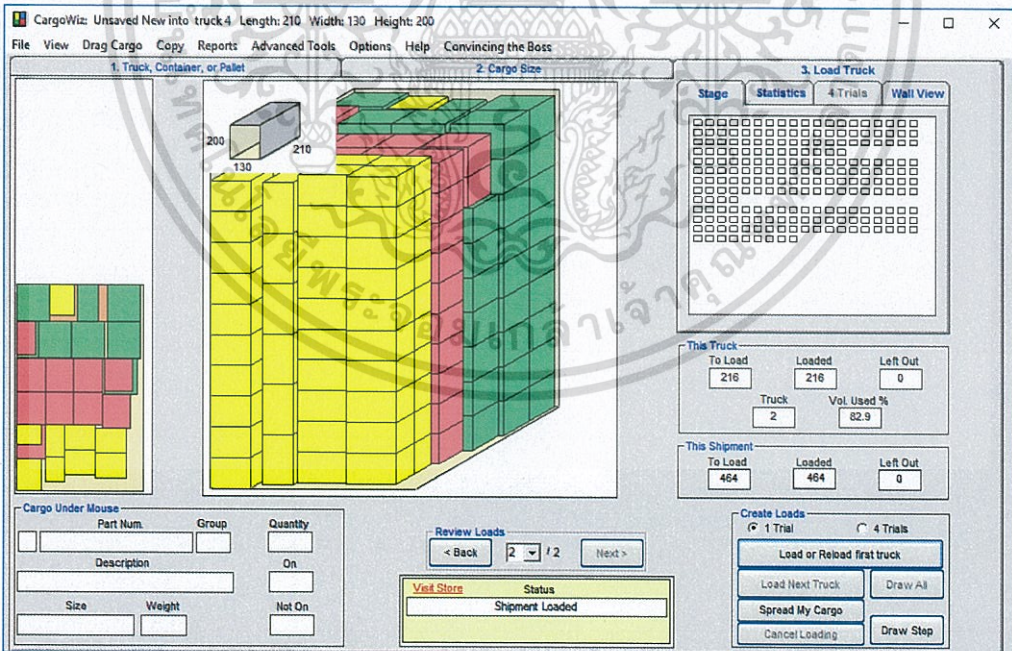 CargoWiz: Unsaved New into truck4 Length: 210 Width: 130 Height: 200
File View Drag Cargo Copy Reports Advanced Tools Options Help Convincing the Boss
1. Truck, Container, or Pallet
2. Cargo Size
3. Load Truck
Stage Statistics 4 Trials Wall View
200
130
210
This Truck
To Load Loaded Left Out
216 216 0
Truck Vol. Used %
2 82.9
This Shipment
To Load Loaded Left Out
464 464 0
Cargo Under Mouse
Part Num. Group Quantity
Description On
Size Weight Not On
Review Loads
< Back 2 / 2 Next >
Visit Store Status
Shipment Loaded
Create Loads
1 Trial 4 Trials
Load or Reload first truck
Load Next Truck Draw All
Spread My Cargo
Cancel Loading Draw Step